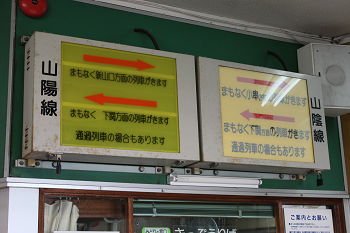 山陽線
まもなく新山口方面の列車がきます
まもなく 下関方面の列車がきます
通過列車の場合もあります
まもなく小串方面の列車がきます
まもなく下関方面の列車がきます
通過列車の場合もあります
山陰線
ご案内とお願い